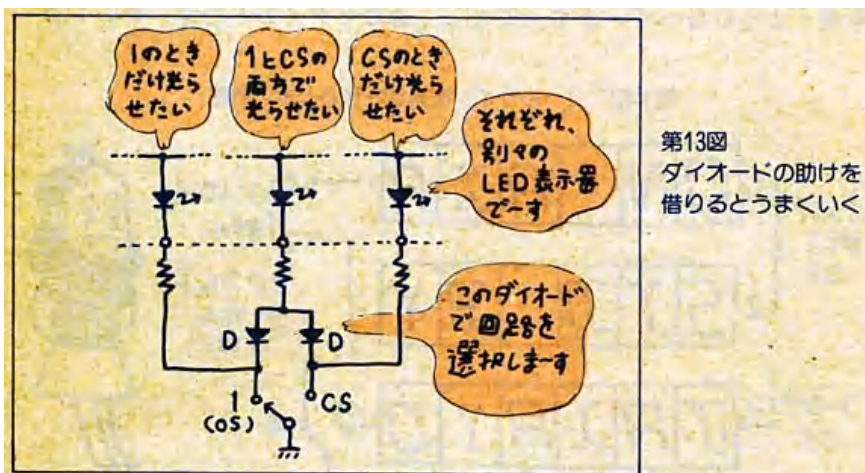 1のとき
だけ光ら
せたい
1とCSの
両方で
光らせたい
CSのとき
だけ光ら
せたい
それぞれ、
別々の
LED表示器
でーす
このダイオード
で回路を
選択しまーす
D
D
1
(OS)
CS
第13図
ダイオードの助けを
借りるとうまくいく